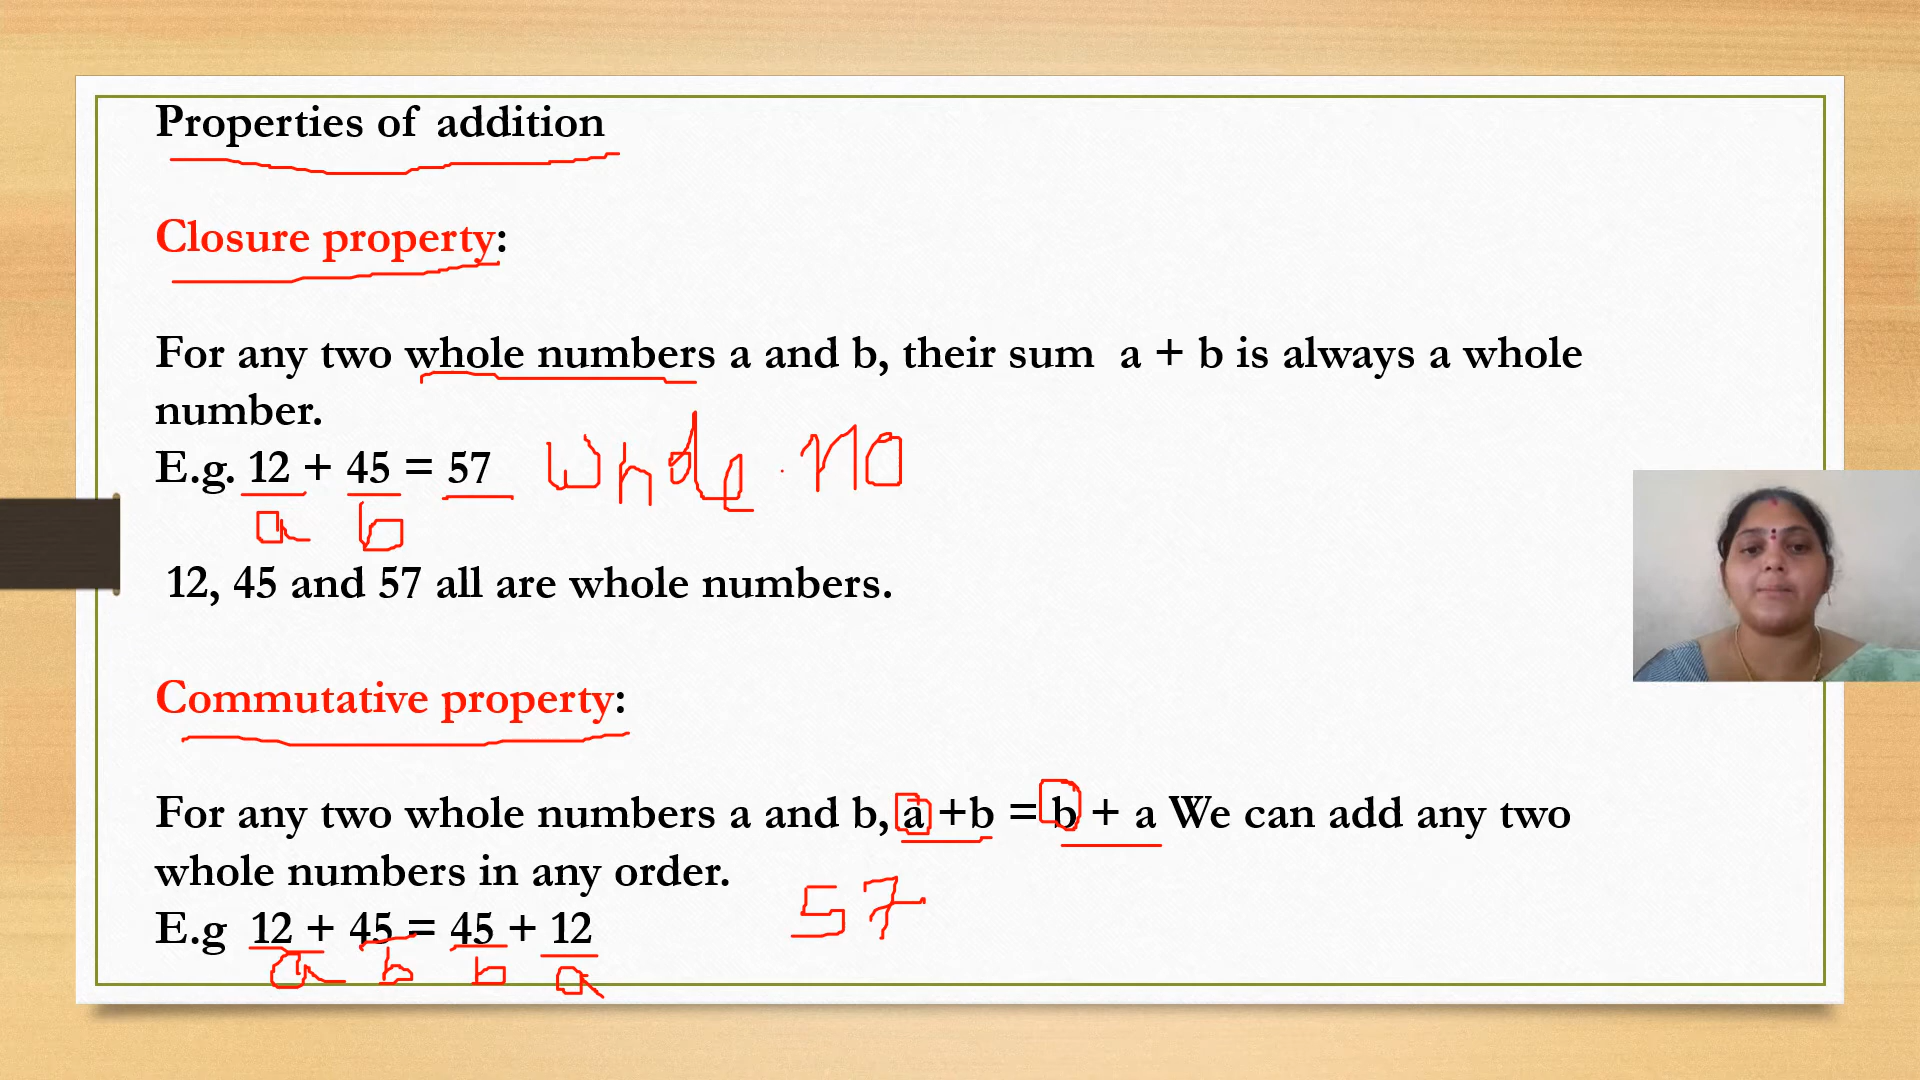 Properties of addition
Closure property:
For any two whole numbers a and b, their sum a + b is always a whole
number.
E.g. 12 + 45 = 57 whole no
a b
12, 45 and 57 all are whole numbers.
Commutative property:
For any two whole numbers a and b, a +b = b + a We can add any two
whole numbers in any order.
E.g 12 + 45 = 45 + 12 57
a b b a